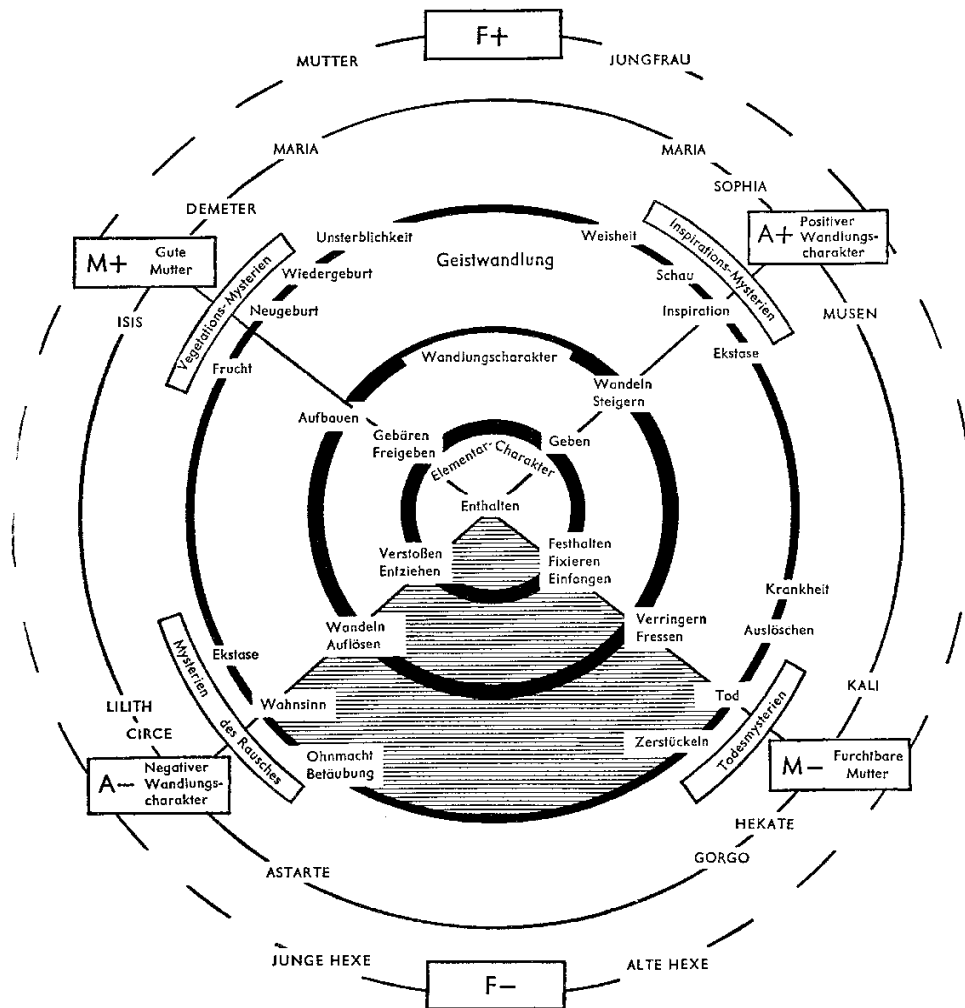 F+
MUTTER
JUNGFRAU
MARIA
MARIA
SOPHIA
DEMETER
A+ Positiver
Wandlungs-
charakter
M+ Gute
Mutter
Vegetations-Mysterien
Inspirations-Mysterien
Unsterblichkeit
Weisheit
Geistwandlung
Wiedergeburt
Schau
Neugeburt
Inspiration
ISIS
MUSEN
Frucht
Ekstase
Wandlungscharakter
Wandeln
Steigern
Aufbauen
Gebären
Freigeben
Geben
Elementar-Charakter
Enthalten
Verstoßen
Entziehen
Festhalten
Fixieren
Einfangen
Krankheit
Wandeln
Auflösen
Verringern
Fressen
Auslöschen
Ekstase
Mysterien des Rausches
Wahnsinn
Tod
KALI
LILITH
CIRCE
Zerstückeln
Todesmysterien
Ohnmacht
Betäubung
A− Negativer
Wandlungs-
charakter
M− Furchtbare
Mutter
HEKATE
GORGO
ASTARTE
JUNGE HEXE
ALTE HEXE
F−